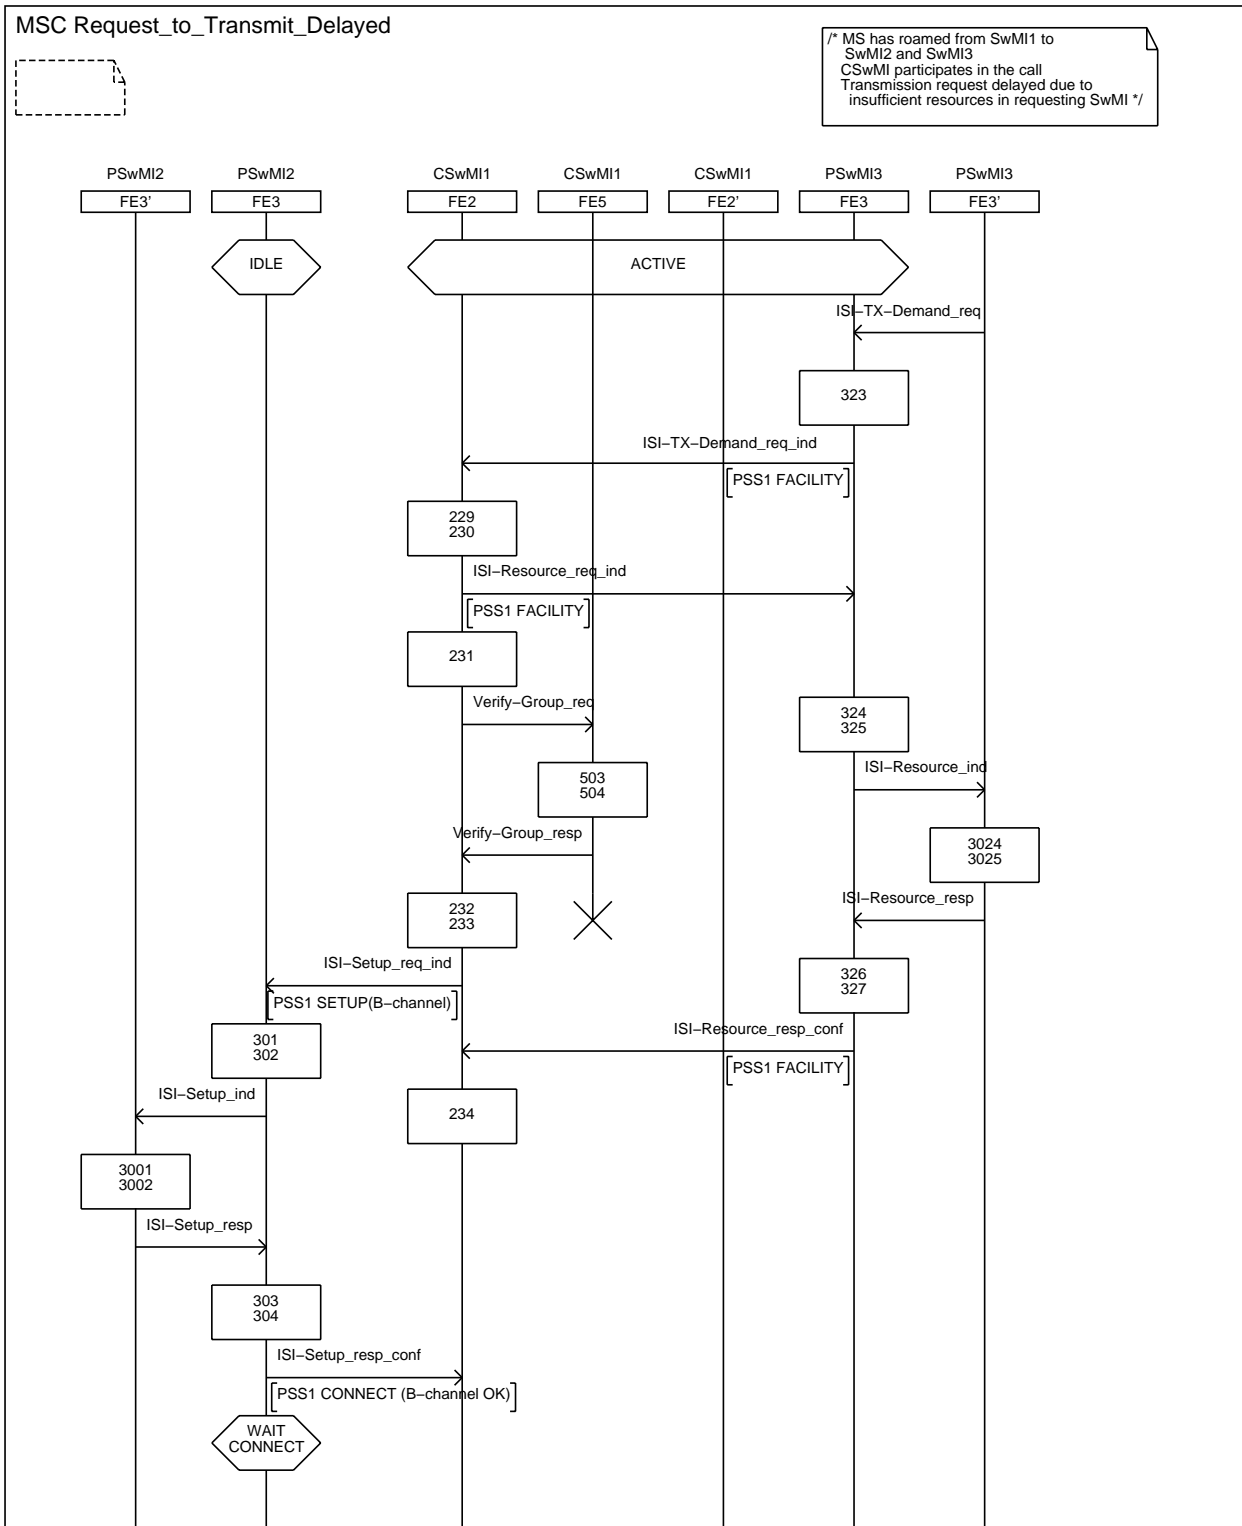 MSC Request_to_Transmit_Delayed
/* MS has roamed from SwMI1 to
SwMI2 and SwMI3
CSwMI participates in the call
Transmission request delayed due to
insufficient resources in requesting SwMI */
PSwMI2 PSwMI2 CSwMI1 CSwMI1 CSwMI1 PSwMI3 PSwMI3
FE3' FE3 FE2 FE5 FE2' FE3 FE3'
IDLE ACTIVE
ISI–TX–Demand_req
323
ISI–TX–Demand_req_ind
PSS1 FACILITY
229
230
ISI–Resource_req_ind
PSS1 FACILITY
231
Verify–Group_req
324
325
ISI–Resource_ind
503
504
Verify–Group_resp
3024
3025
ISI–Resource_resp
232
233
ISI–Setup_req_ind
PSS1 SETUP(B–channel)
326
327
ISI–Resource_resp_conf
PSS1 FACILITY
301
302
ISI–Setup_ind
234
3001
3002
ISI–Setup_resp
303
304
ISI–Setup_resp_conf
PSS1 CONNECT (B–channel OK)
WAIT
CONNECT